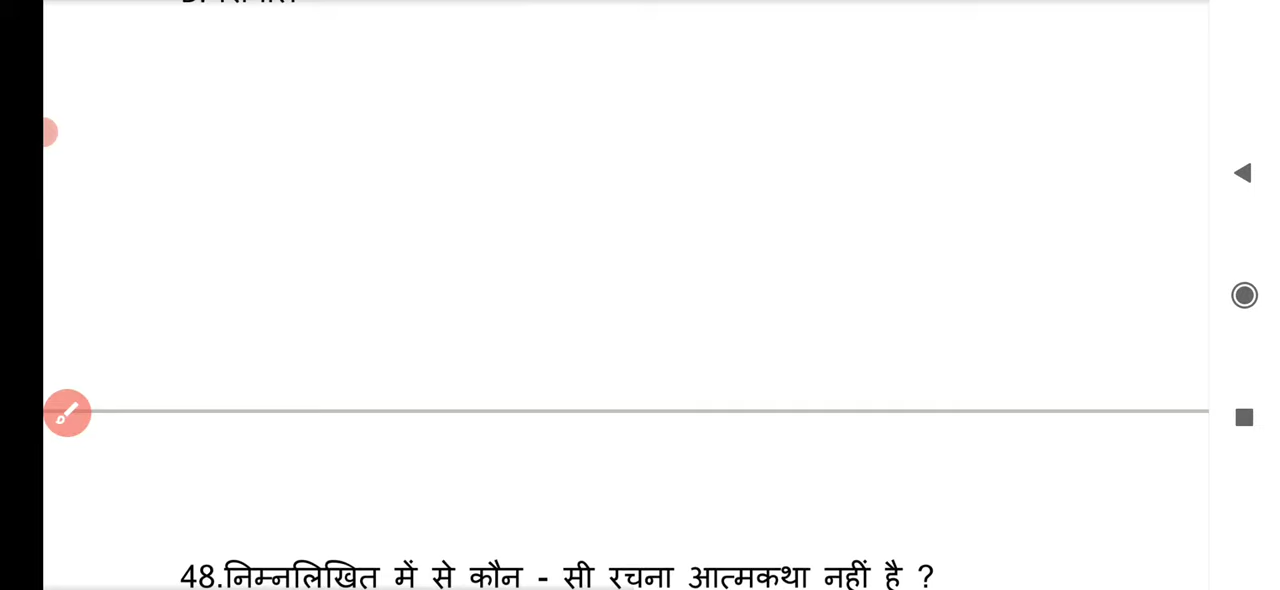 48.निम्नलिखित में से कौन - सी रचना आत्मकथा नहीं है ?